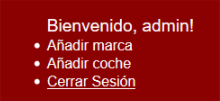 Bienvenido, admin!
Añadir marca
Añadir coche
Cerrar Sesión